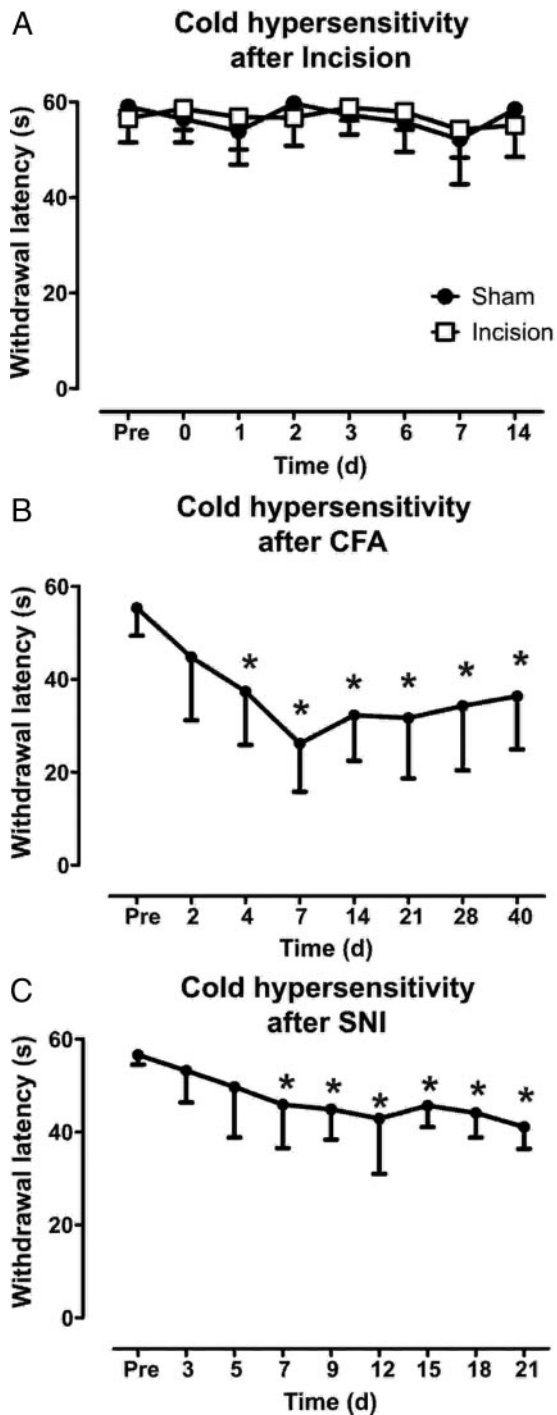 A
Cold hypersensitivity
after Incision
Withdrawal latency (s)
60
40
20
0
Sham
Incision
Pre 0 1 2 3 6 7 14
Time (d)
B
Cold hypersensitivity
after CFA
Withdrawal latency (s)
60
40
20
0
* * * * * *
Pre 2 4 7 14 21 28 40
Time (d)
C
Cold hypersensitivity
after SNI
Withdrawal latency (s)
60
40
20
0
* * * * * *
Pre 3 5 7 9 12 15 18 21
Time (d)